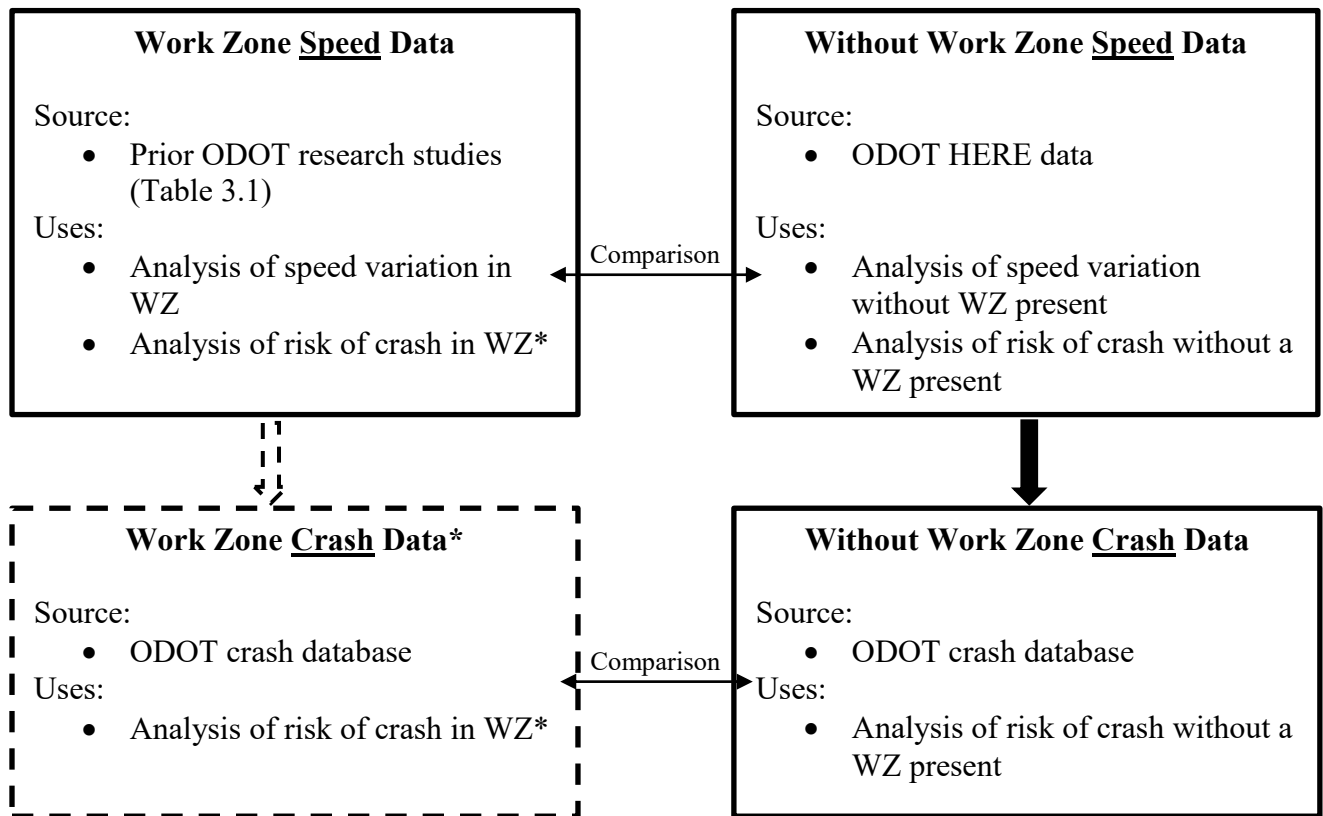 Work Zone Speed Data
Source:
• Prior ODOT research studies
(Table 3.1)
Uses:
• Analysis of speed variation in
WZ
• Analysis of risk of crash in WZ*
Comparison
Without Work Zone Speed Data
Source:
• ODOT HERE data
Uses:
• Analysis of speed variation
without WZ present
• Analysis of risk of crash without a
WZ present
Work Zone Crash Data*
Source:
• ODOT crash database
Uses:
• Analysis of risk of crash in WZ*
Comparison
Without Work Zone Crash Data
Source:
• ODOT crash database
Uses:
• Analysis of risk of crash without a
WZ present